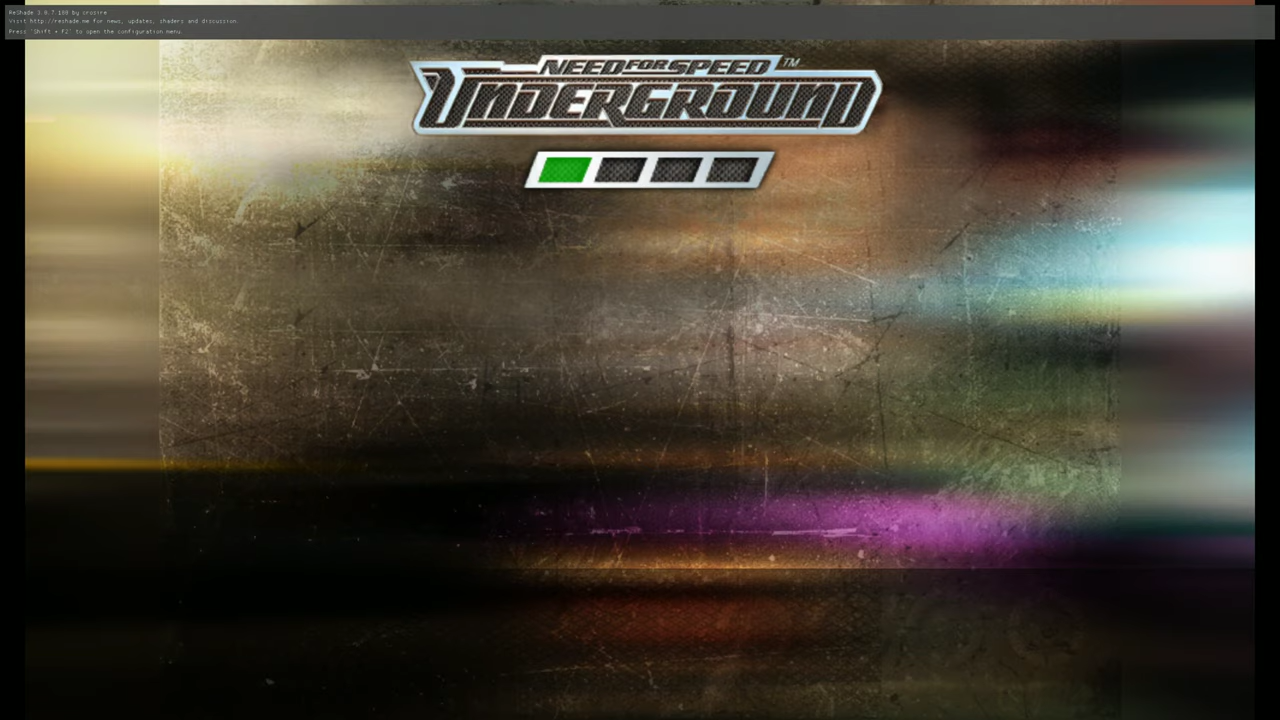 ReShade 3.0.7.160 by crosire
Visit http://reshade.me for news, updates, shaders and discussion.
Press 'Shift + F2' to open the configuration menu.
NEED FOR SPEED™
UNDERGROUND